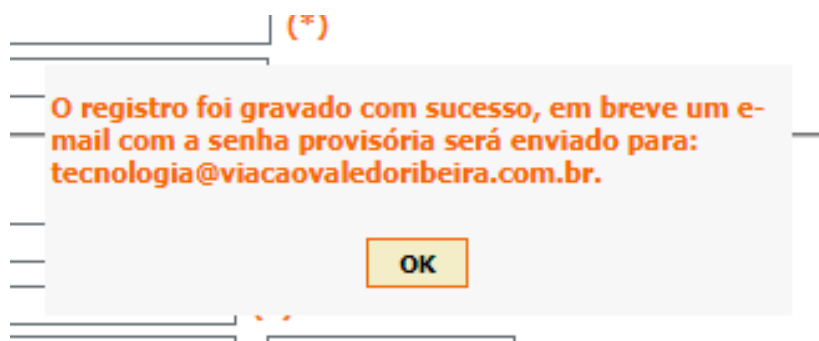 (*)
O registro foi gravado com sucesso, em breve um e-
mail com a senha provisória será enviado para:
tecnologia@viacaovaledoribeira.com.br.
OK